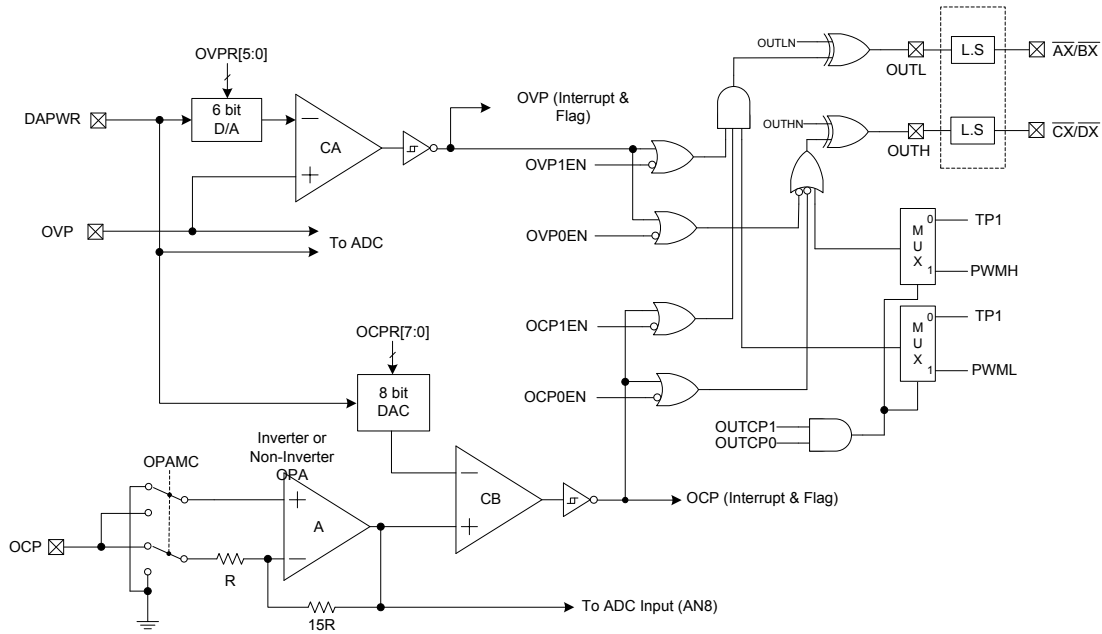 OUTLN
L.S
AX/BX
OUTL
OVPR[5:0]
DAPWR
6 bit
D/A
CA
OVP (Interrupt &
Flag)
OUTHN
L.S
CX/DX
OUTH
OVP1EN
OVP
To ADC
OVP0EN
MUX
0
TP1
1
PWMH
OCPR[7:0]
OCP1EN
MUX
0
TP1
1
PWML
8 bit
DAC
OCP0EN
OUTCP1
OUTCP0
Inverter or
Non-Inverter
OPA
OPAMC
A
CB
OCP (Interrupt & Flag)
OCP
R
15R
To ADC Input (AN8)